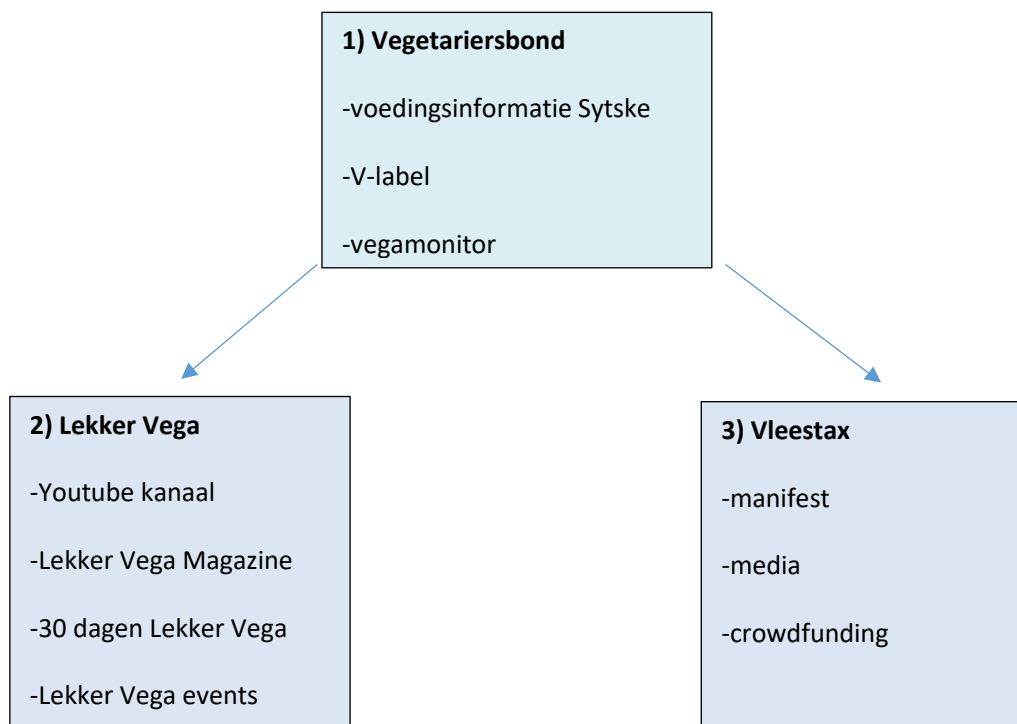 1) Vegetariersbond
-voedingsinformatie Sytske
-V-label
-vegamonitor
2) Lekker Vega
-Youtube kanaal
-Lekker Vega Magazine
-30 dagen Lekker Vega
-Lekker Vega events
3) Vleestax
-manifest
-media
-crowdfunding